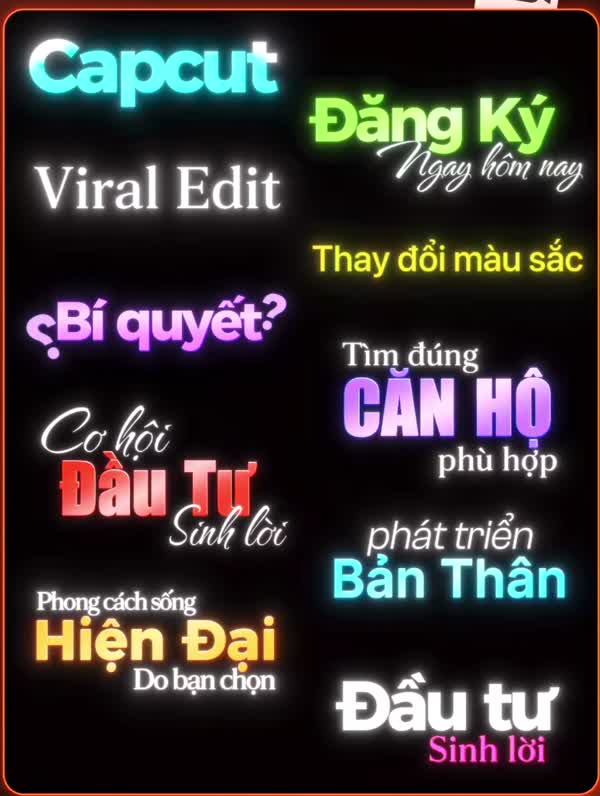 Capcut
Viral Edit
?Bí quyết?
Cơ hội
Đầu Tư
Sinh lời
Phong cách sống
Hiện Đại
Do bạn chọn
Đăng Ký
Ngay hôm nay
Thay đổi màu sắc
Tìm đúng
CĂN HỘ
phù hợp
phát triển
Bản Thân
Đầu tư
Sinh lời